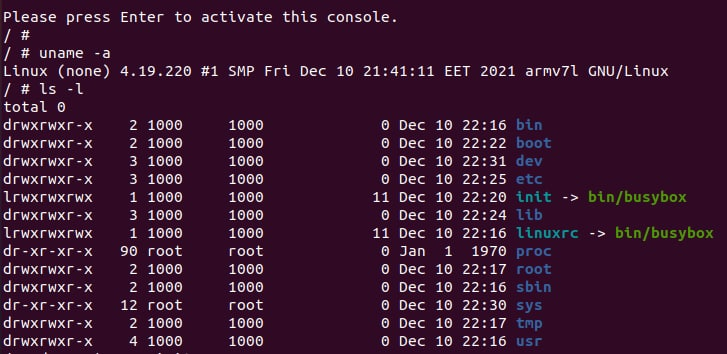 Please press Enter to activate this console.
/ #
/ # uname -a
Linux (none) 4.19.220 #1 SMP Fri Dec 10 21:41:11 EET 2021 armv7l GNU/Linux
/ # ls -l
total 0
drwxrwxr-x    2 1000     1000             0 Dec 10 22:16 bin
drwxrwxr-x    2 1000     1000             0 Dec 10 22:22 boot
drwxrwxr-x    3 1000     1000             0 Dec 10 22:31 dev
drwxrwxr-x    3 1000     1000             0 Dec 10 22:25 etc
lrwxrwxrwx    1 1000     1000            11 Dec 10 22:20 init -> bin/busybox
drwxrwxr-x    3 1000     1000             0 Dec 10 22:24 lib
lrwxrwxrwx    1 1000     1000            11 Dec 10 22:16 linuxrc -> bin/busybox
dr-xr-xr-x   90 root     root             0 Jan  1  1970 proc
drwxrwxr-x    2 1000     1000             0 Dec 10 22:17 root
drwxrwxr-x    2 1000     1000             0 Dec 10 22:16 sbin
dr-xr-xr-x   12 root     root             0 Dec 10 22:30 sys
drwxrwxr-x    2 1000     1000             0 Dec 10 22:17 tmp
drwxrwxr-x    4 1000     1000             0 Dec 10 22:16 usr